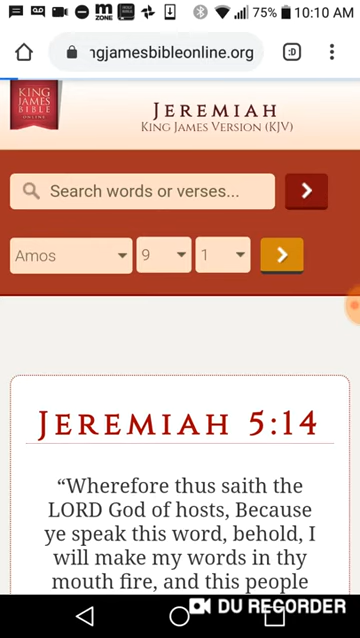 m
ZONE
75%
10:10 AM
ngjamesbibleonline.org
:D
KING
JAMES
BIBLE
ONLINE
JEREMIAH
KING JAMES VERSION (KJV)
Search words or verses...
Amos
9
1
JEREMIAH 5:14
“Wherefore thus saith the
LORD God of hosts, Because
ye speak this word, behold, I
will make my words in thy
mouth fire, and this people
DU RECORDER